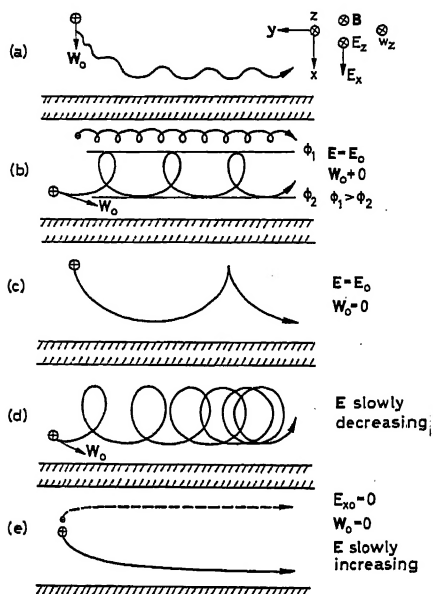 (a)
⊕
W₀
z
y
x
⊗ B
⊗ E_z
⊗ w_z
E_x
(b)
⊕
W₀
ϕ₁
ϕ₂
E=E₀
W₀+0
ϕ₁>ϕ₂
(c)
⊕
E=E₀
W₀=0
(d)
⊕
W₀
E slowly
decreasing
(e)
⊕
E_x0=0
W₀=0
E slowly
increasing